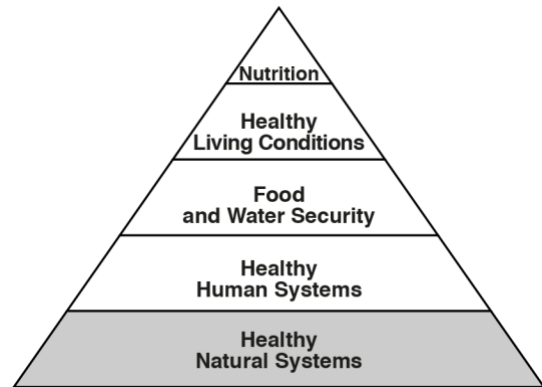 Nutrition
Healthy
Living Conditions
Food
and Water Security
Healthy
Human Systems
Healthy
Natural Systems